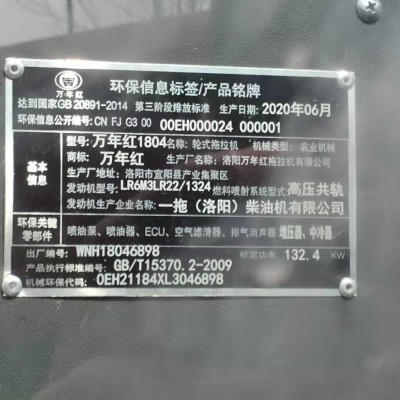 万年红
环保信息标签/产品铭牌
达到国家GB 20891-2014 第三阶段排放标准 生产日期: 2020年06月
环保信息公开编号: CN FJ G3 00 00EH000024 000001
基本信息
型号: 万年红1804 名称: 轮式拖拉机 机械类型: 农业机械
商标: 万年红 生产厂名称: 洛阳万年红拖拉机有限公司
生产厂地址: 洛阳市宜阳县产业集聚区
发动机型号: LR6M3LR22/1324 燃料喷射系统型式: 高压共轨
发动机生产企业名称: 一拖(洛阳)柴油机有限公司
环保关键零部件
喷油泵、喷油器、ECU、空气滤清器、排气消声器 增压器、中冷器
出厂编号: WNH18046898 标定功率: 132.4 KW
产品执行标准编号: GB/T15370.2-2009
机械环保代码: 0EH21184XL3046898